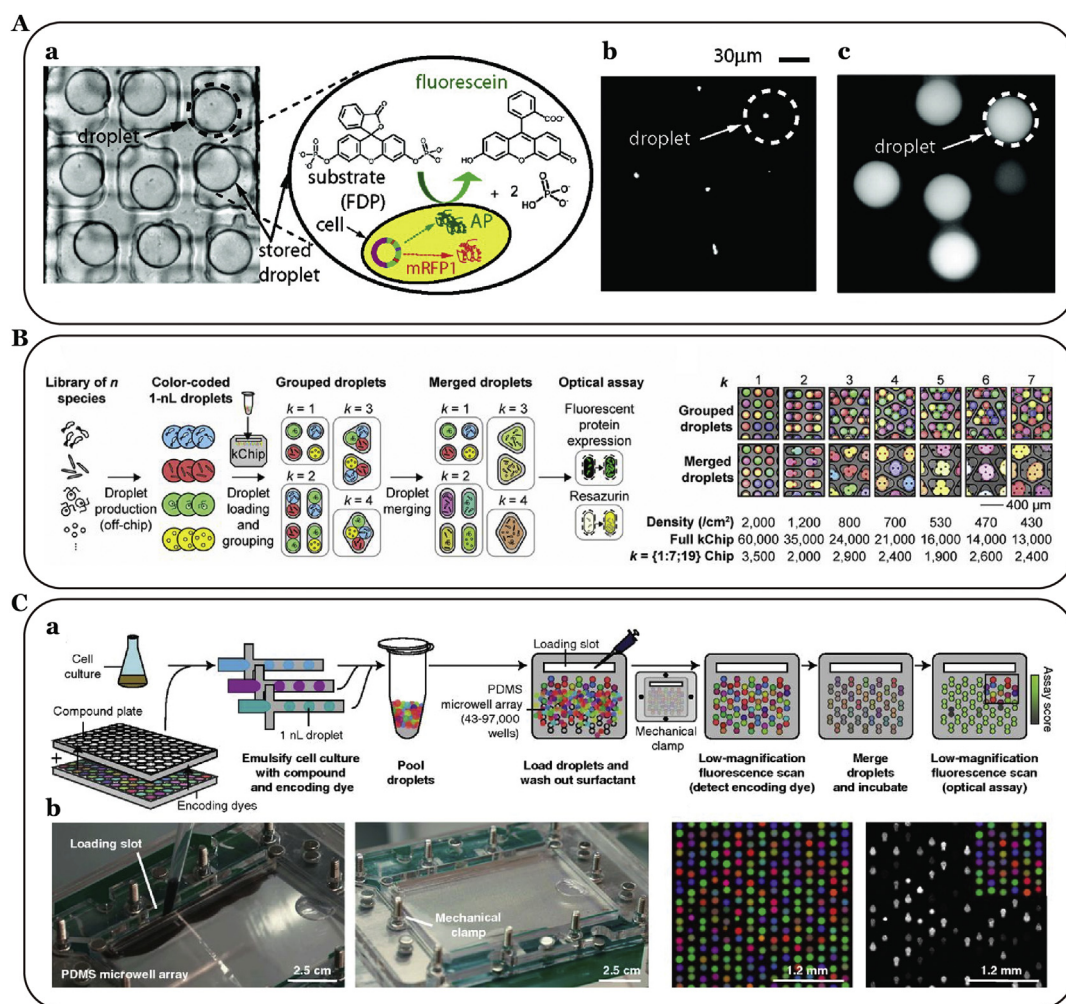 A
a
droplet
stored
droplet
fluorescein
substrate
(FDP)
+ 2
cell
AP
mRFP1
b
30μm
droplet
c
droplet
B
Library of n
species
Droplet
production
(off-chip)
Color-coded
1-nL droplets
kChip
Droplet
loading
and
grouping
Grouped droplets
k = 1
k = 3
k = 2
k = 4
Droplet
merging
Merged droplets
k = 1
k = 3
k = 2
k = 4
Optical assay
Fluorescent
protein
expression
Resazurin
k 1 2 3 4 5 6 7
Grouped
droplets
Merged
droplets
400 μm
Density (/cm²) 2,000 1,200 800 700 530 470 430
Full kChip 60,000 35,000 24,000 21,000 16,000 14,000 13,000
k = {1:7;19} Chip 3,500 2,000 2,900 2,400 1,900 2,600 2,400
C
a
Cell
culture
Compound plate
+
Encoding dyes
1 nL droplet
Emulsify cell culture
with compound
and encoding dye
Pool
droplets
Loading slot
PDMS
microwell array
(43-97,000
wells)
Load droplets and
wash out surfactant
Mechanical
clamp
Low-magnification
fluorescence scan
(detect encoding dye)
Merge
droplets
and incubate
Low-magnification
fluorescence scan
(optical assay)
Assay score
b
Loading slot
PDMS microwell array
2.5 cm
Mechanical
clamp
2.5 cm
1.2 mm
1.2 mm